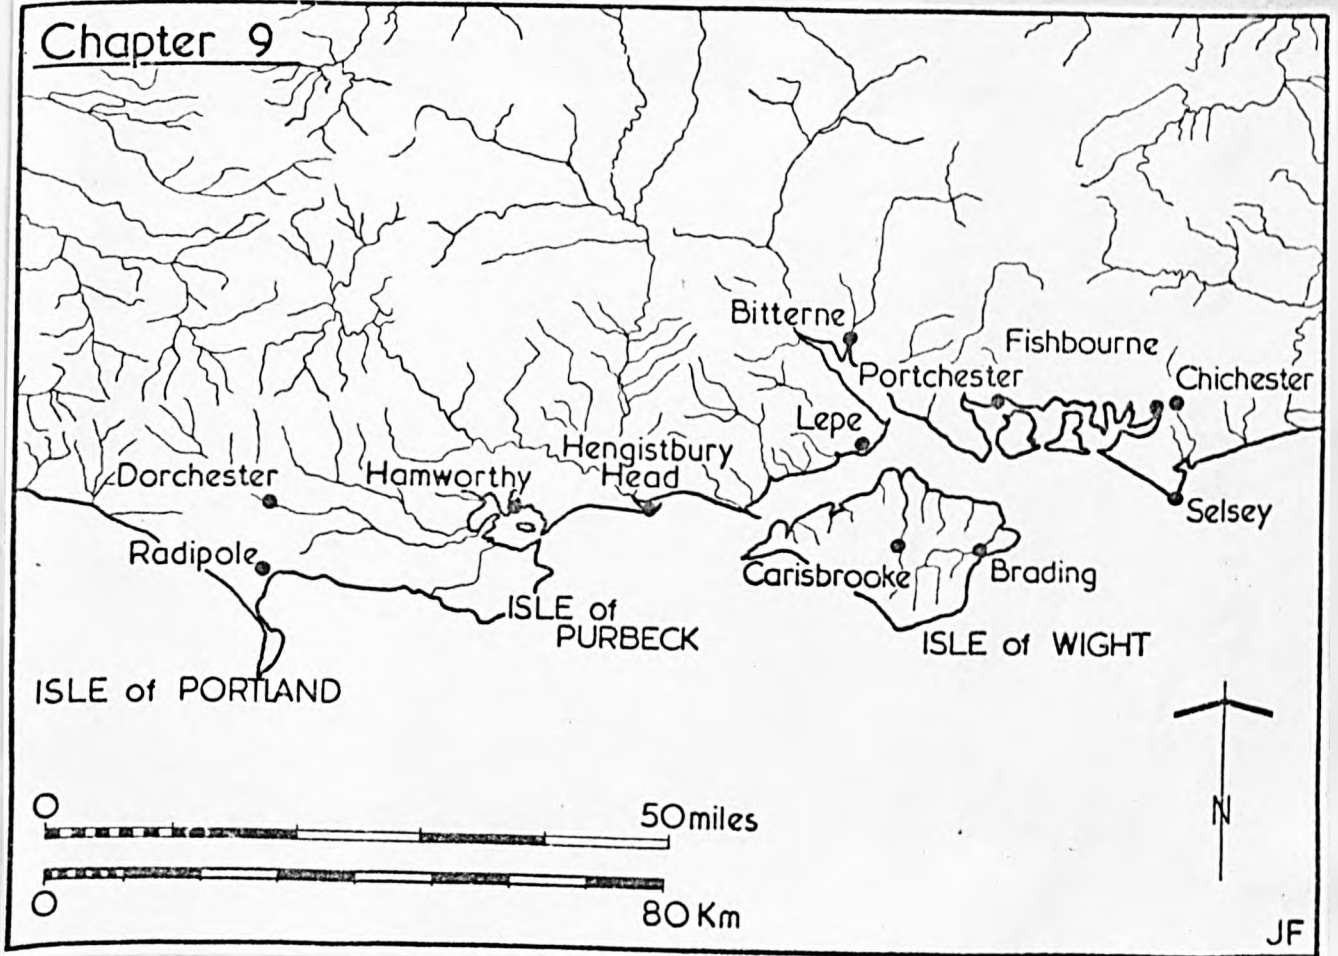 Chapter 9
Bitterne
Fishbourne
Portchester
Chichester
Lepe
Hengistbury
Head
Dorchester
Hamworthy
Selsey
Radipole
Carisbrooke
Brading
ISLE of
PURBECK
ISLE of WIGHT
ISLE of PORTLAND
0
50 miles
N
0
80 Km
JF